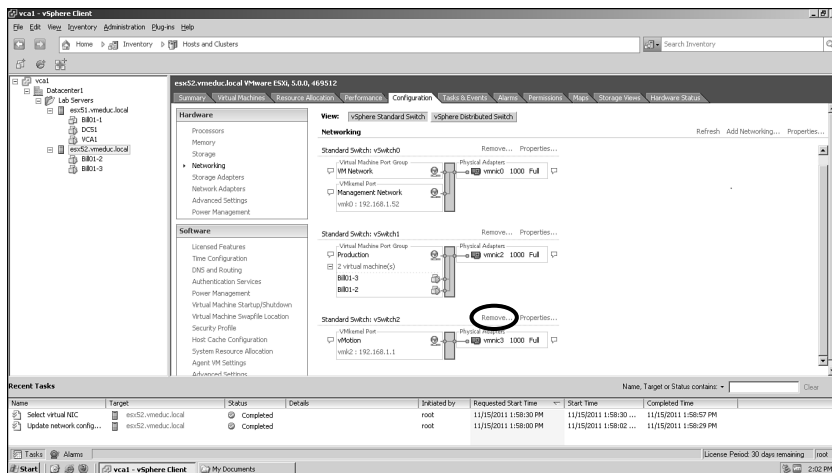 vca1 - vSphere Client
File Edit View Inventory Administration Plug-ins Help
Home Inventory Hosts and Clusters
Search Inventory
vca1
Datacenter1
Lab Servers
esx51.vmeduc.local
Bill01-1
DC51
VCA1
esx52.vmeduc.local
Bill01-2
Bill01-3
esx52.vmeduc.local VMware ESXi, 5.0.0, 469512
Summary Virtual Machines Resource Allocation Performance Configuration Tasks & Events Alarms Permissions Maps Storage Views Hardware Status
Hardware
Processors
Memory
Storage
Networking
Storage Adapters
Network Adapters
Advanced Settings
Power Management
Software
Licensed Features
Time Configuration
DNS and Routing
Authentication Services
Power Management
Virtual Machine Startup/Shutdown
Virtual Machine Swapfile Location
Security Profile
Host Cache Configuration
System Resource Allocation
Agent VM Settings
Advanced Settings
View: vSphere Standard Switch vSphere Distributed Switch
Networking
Refresh Add Networking... Properties...
Standard Switch: vSwitch0 Remove... Properties...
Virtual Machine Port Group Physical Adapters
VM Network vmnic0 1000 Full
VMkernel Port
Management Network
vmk0 : 192.168.1.52
Standard Switch: vSwitch1 Remove... Properties...
Virtual Machine Port Group Physical Adapters
Production vmnic2 1000 Full
2 virtual machine(s)
Bill01-3
Bill01-2
Standard Switch: vSwitch2 Remove... Properties...
VMkernel Port Physical Adapters
vMotion vmnic3 1000 Full
vmk2 : 192.168.1.1
Recent Tasks
Name, Target or Status contains: Clear
Name Target Status Details Initiated by Requested Start Time Start Time Completed Time
Select virtual NIC esx52.vmeduc.local Completed root 11/15/2011 1:58:30 PM 11/15/2011 1:58:30 ... 11/15/2011 1:58:57 PM
Update network config... esx52.vmeduc.local Completed root 11/15/2011 1:58:00 PM 11/15/2011 1:58:02 ... 11/15/2011 1:58:29 PM
Tasks Alarms
License Period: 30 days remaining root
Start vca1 - vSphere Client My Documents 2:02 PM